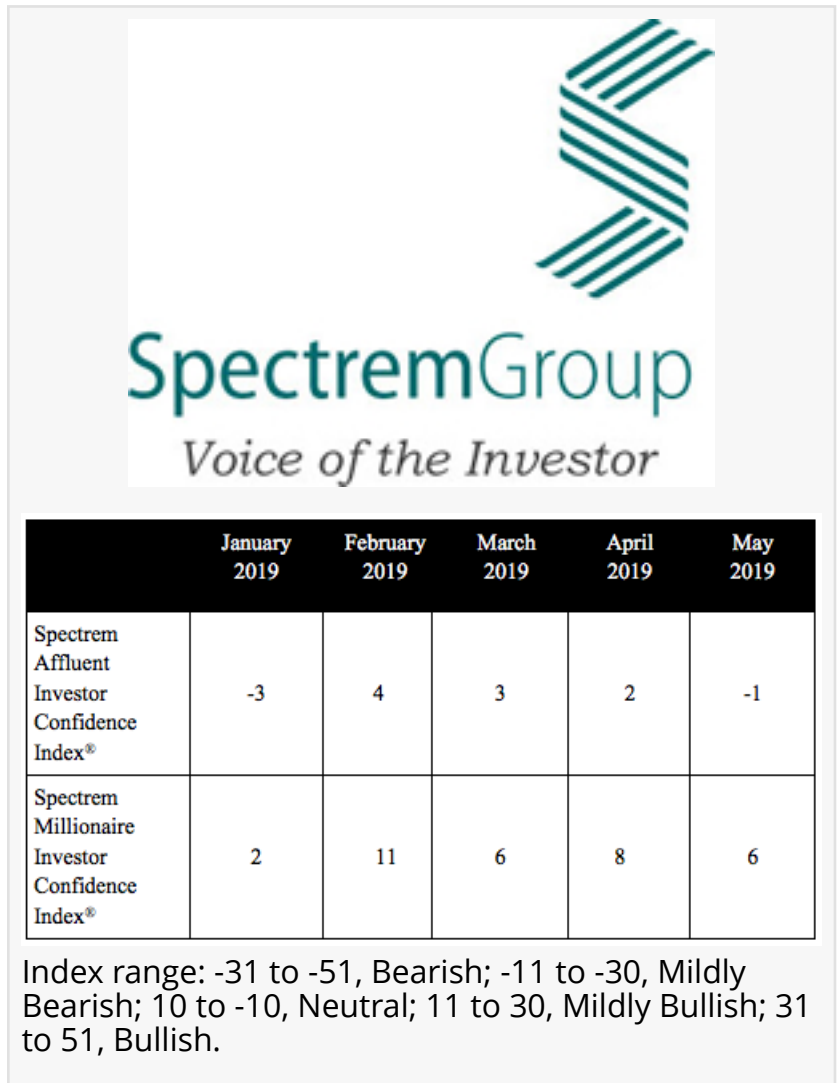 SpectremGroup
Voice of the Investor
January 2019 February 2019 March 2019 April 2019 May 2019
Spectrem Affluent Investor Confidence Index® -3 4 3 2 -1
Spectrem Millionaire Investor Confidence Index® 2 11 6 8 6
Index range: -31 to -51, Bearish; -11 to -30, Mildly
Bearish; 10 to -10, Neutral; 11 to 30, Mildly Bullish; 31
to 51, Bullish.